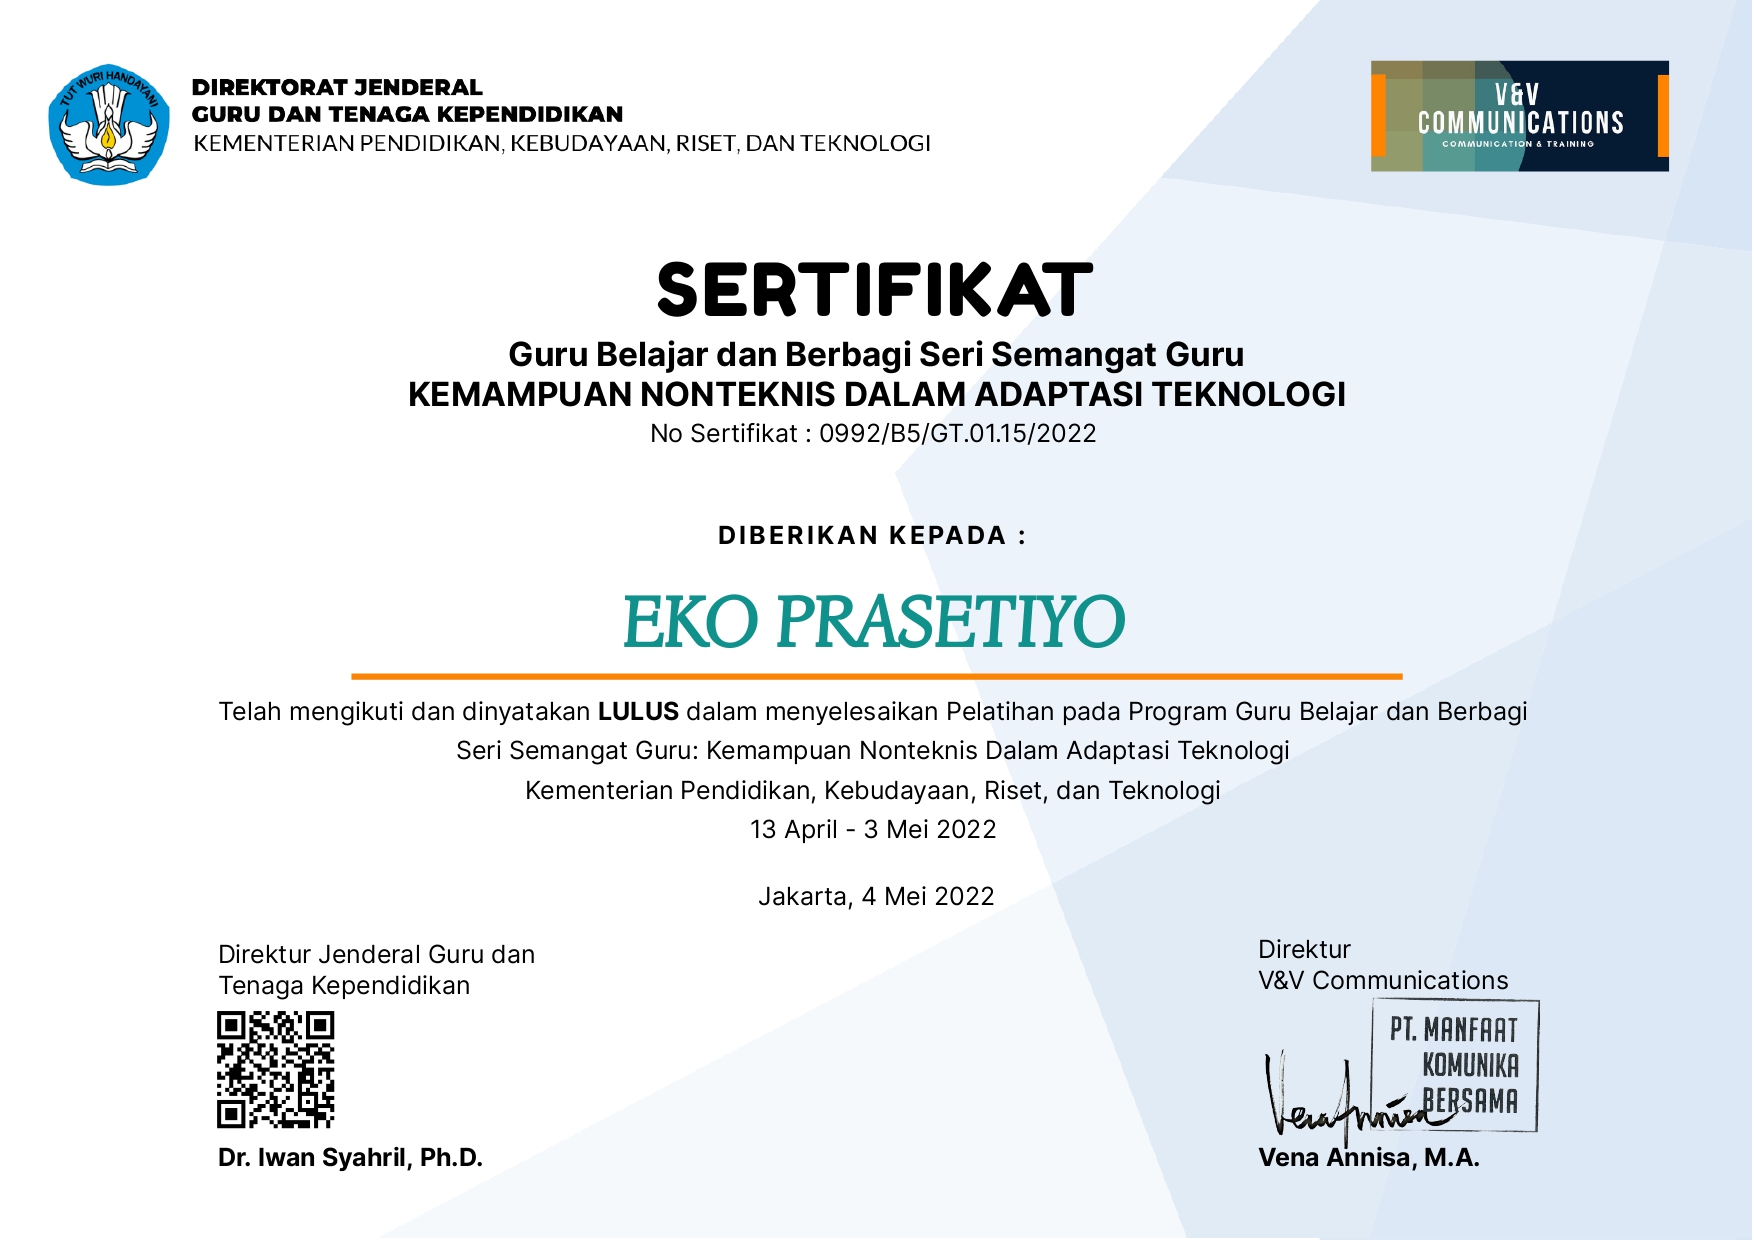 TUT WURI HANDAYANI
DIREKTORAT JENDERAL
GURU DAN TENAGA KEPENDIDIKAN
KEMENTERIAN PENDIDIKAN, KEBUDAYAAN, RISET, DAN TEKNOLOGI
V&V
COMMUNICATIONS
COMMUNICATION & TRAINING
SERTIFIKAT
Guru Belajar dan Berbagi Seri Semangat Guru
KEMAMPUAN NONTEKNIS DALAM ADAPTASI TEKNOLOGI
No Sertifikat : 0992/B5/GT.01.15/2022
DIBERIKAN KEPADA :
EKO PRASETIYO
Telah mengikuti dan dinyatakan LULUS dalam menyelesaikan Pelatihan pada Program Guru Belajar dan Berbagi
Seri Semangat Guru: Kemampuan Nonteknis Dalam Adaptasi Teknologi
Kementerian Pendidikan, Kebudayaan, Riset, dan Teknologi
13 April - 3 Mei 2022
Jakarta, 4 Mei 2022
Direktur Jenderal Guru dan
Tenaga Kependidikan
Dr. Iwan Syahril, Ph.D.
Direktur
V&V Communications
PT. MANFAAT
KOMUNIKA
BERSAMA
Vena Annisa
Vena Annisa, M.A.